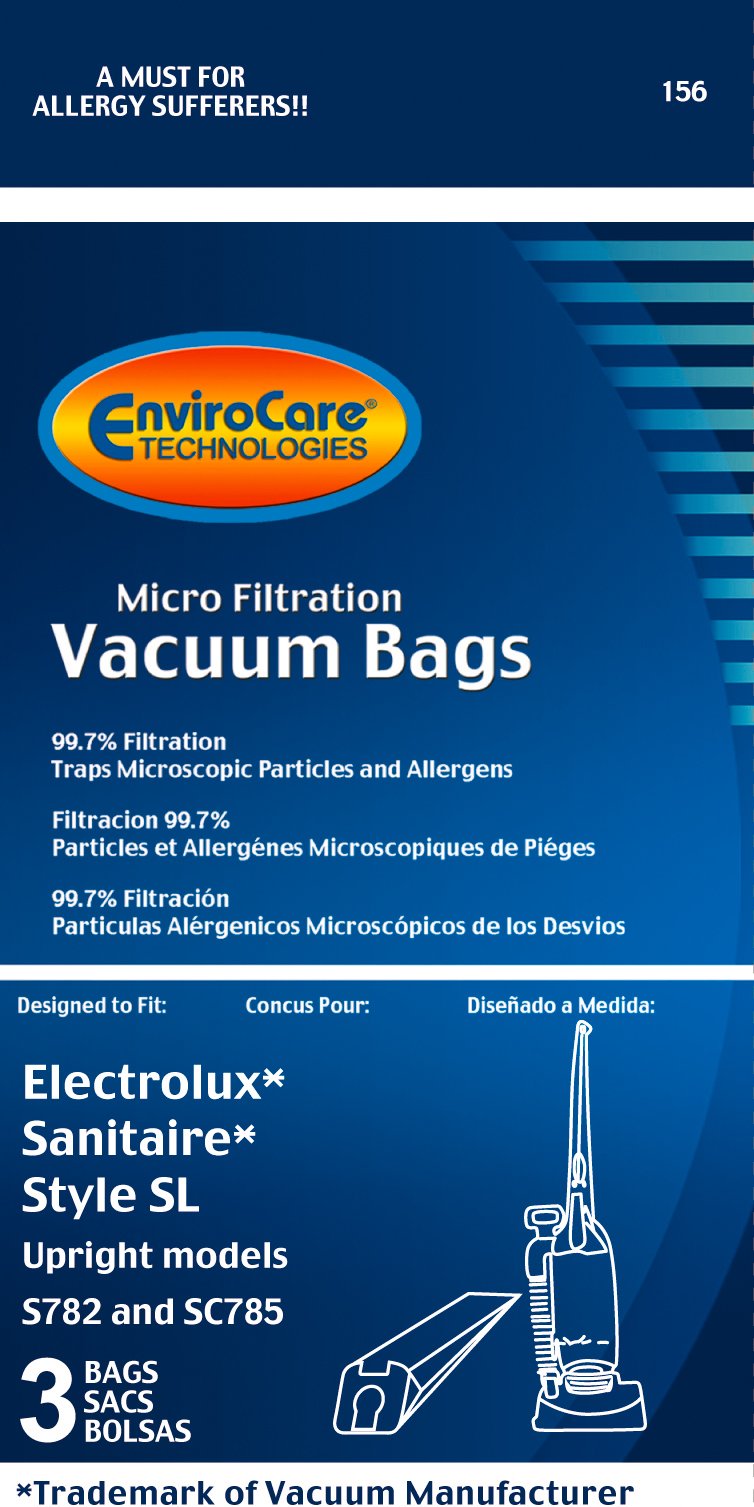 A MUST FOR
ALLERGY SUFFERERS!!
156
EnviroCare®
TECHNOLOGIES
Micro Filtration
Vacuum Bags
99.7% Filtration
Traps Microscopic Particles and Allergens
Filtracion 99.7%
Particles et Allergénes Microscopiques de Piéges
99.7% Filtración
Particulas Alérgenicos Microscópicos de los Desvios
Designed to Fit:
Concus Pour:
Diseñado a Medida:
Electrolux*
Sanitaire*
Style SL
Upright models
S782 and SC785
3 BAGS
SACS
BOLSAS
*Trademark of Vacuum Manufacturer